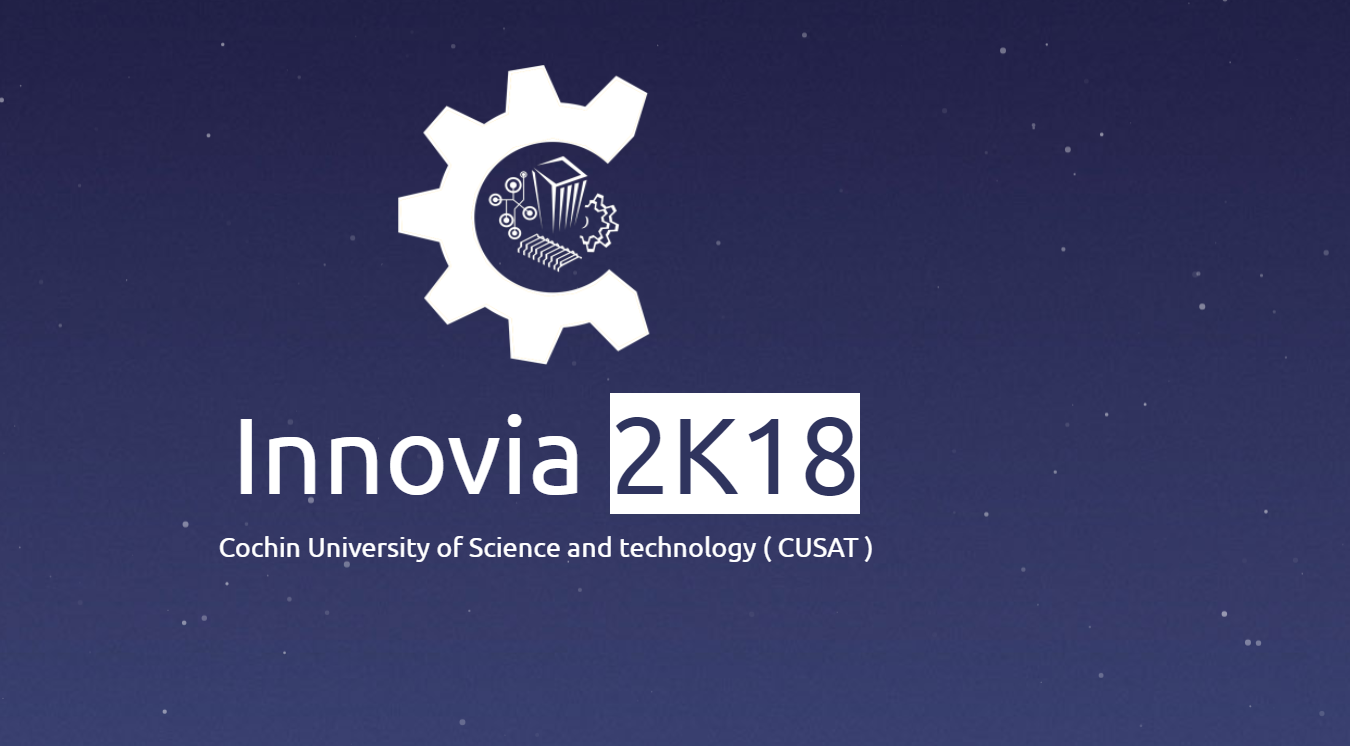 Innovia 2K18
Cochin University of Science and technology ( CUSAT )